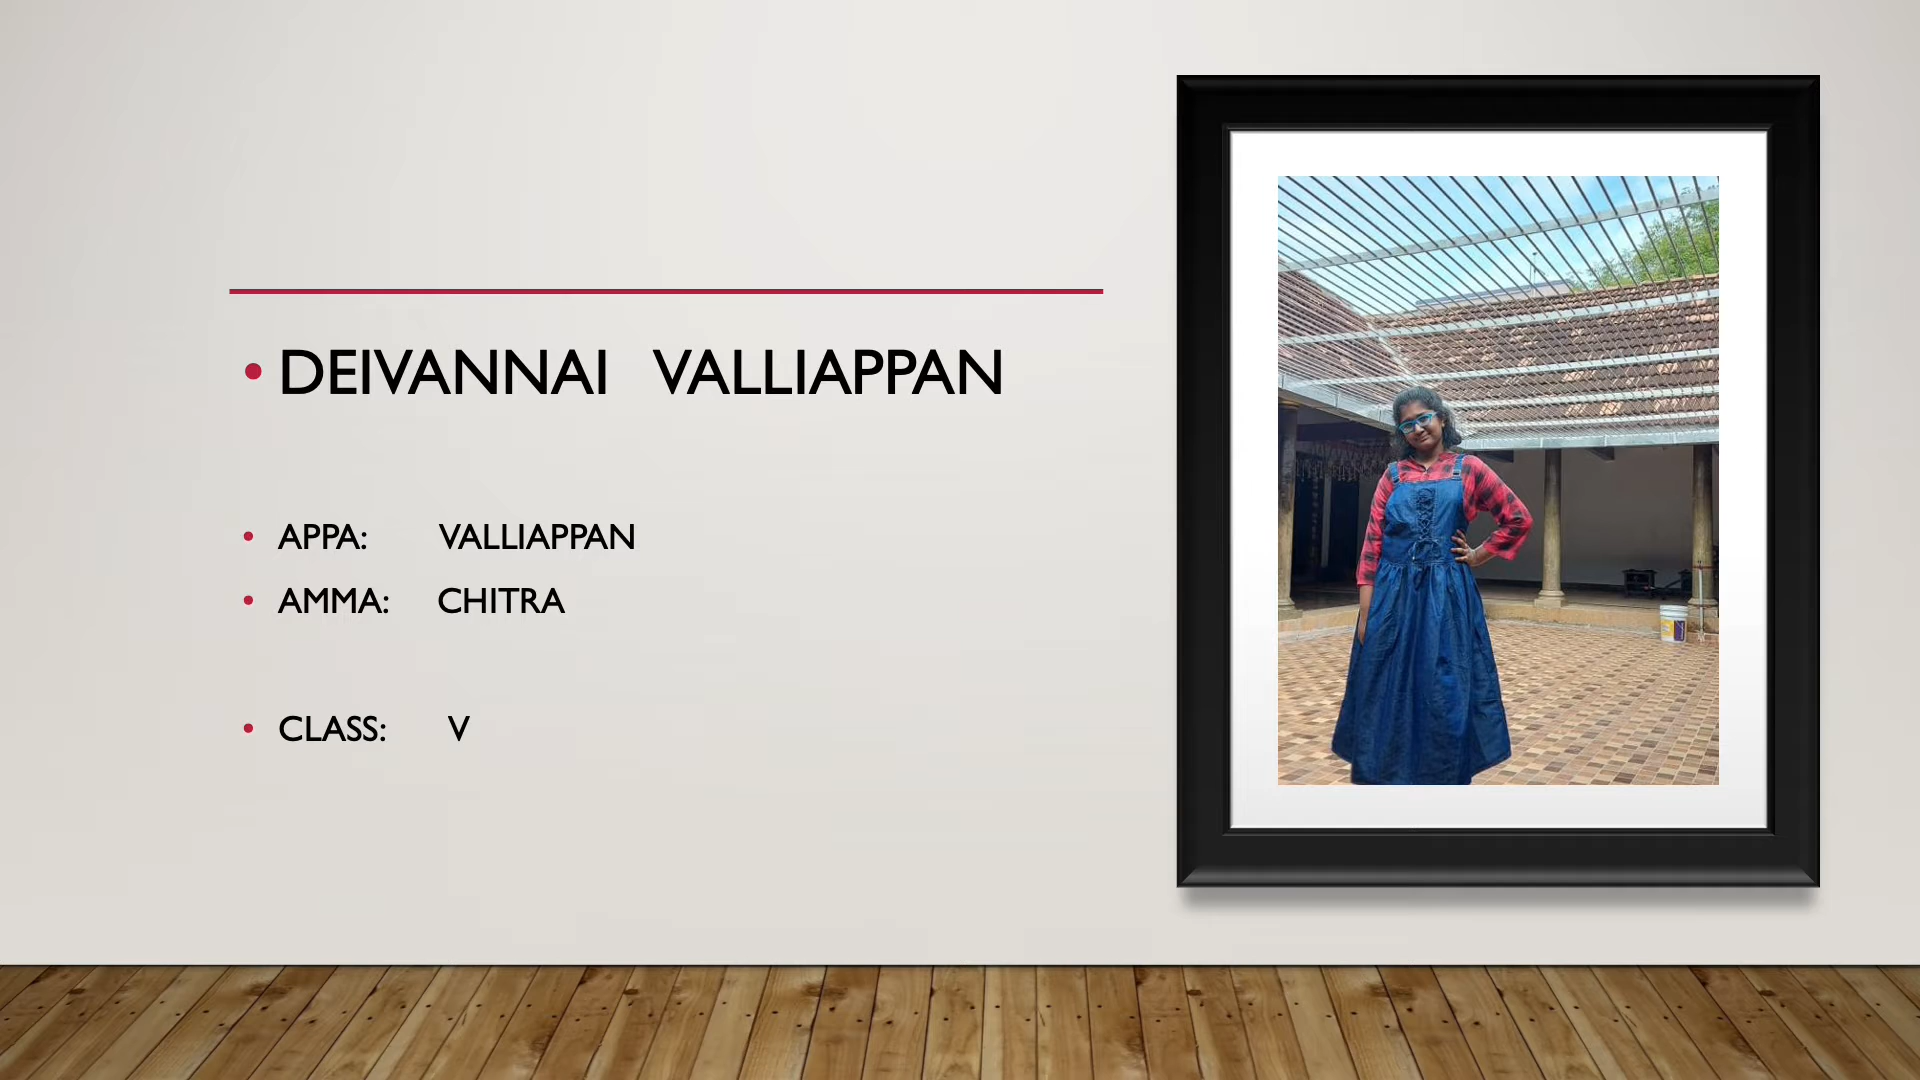 DEIVANNAI VALLIAPPAN
APPA: VALLIAPPAN
AMMA: CHITRA
CLASS: V